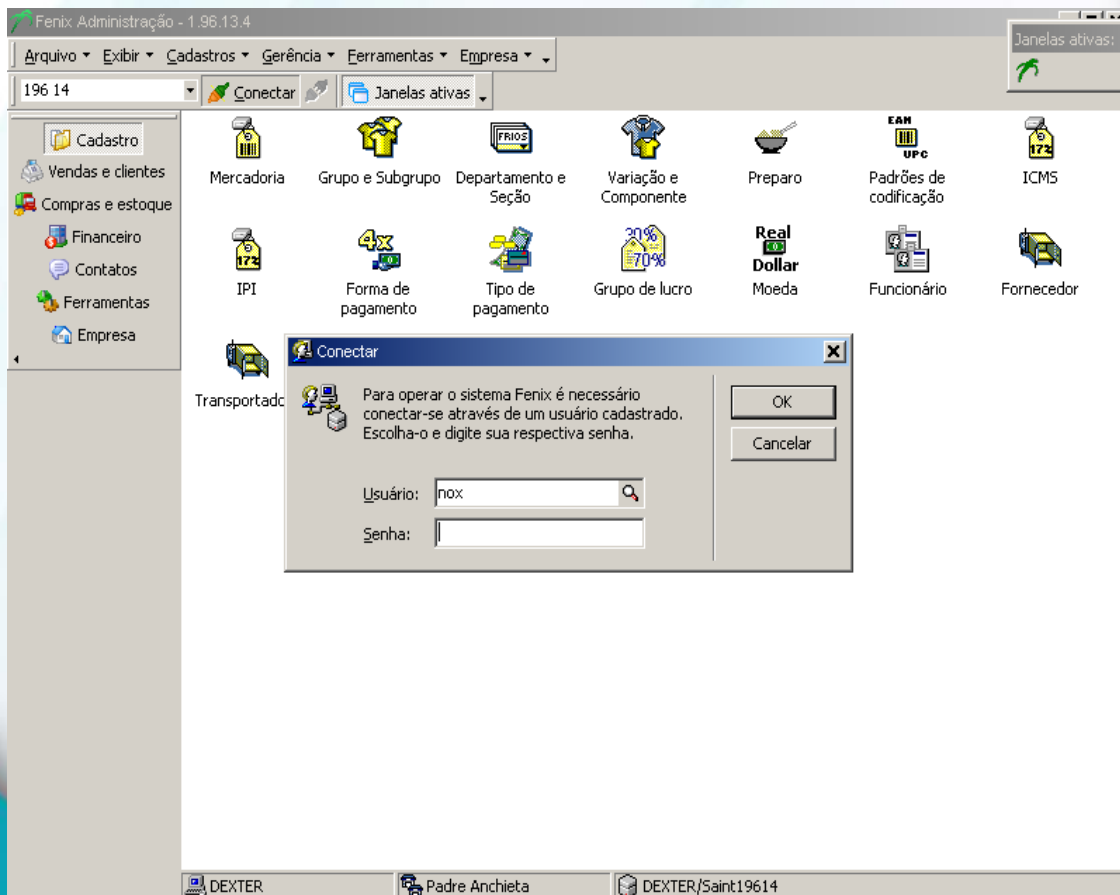 Fenix Administração - 1.96.13.4
Janelas ativas:
Arquivo Exibir Cadastros Gerência Ferramentas Empresa
196 14 Conectar Janelas ativas
Cadastro
Vendas e clientes
Compras e estoque
Financeiro
Contatos
Ferramentas
Empresa
FRIOS
EAN
UPC
17%
Mercadoria
Grupo e Subgrupo
Departamento e
Seção
Variação e
Componente
Preparo
Padrões de
codificação
ICMS
17%
4x
30%
70%
Real
Dollar
IPI
Forma de
pagamento
Tipo de
pagamento
Grupo de lucro
Moeda
Funcionário
Fornecedor
Transportado
Conectar
Para operar o sistema Fenix é necessário
conectar-se através de um usuário cadastrado.
Escolha-o e digite sua respectiva senha.
Usuário: nox
Senha:
OK
Cancelar
DEXTER
Padre Anchieta
DEXTER/Saint19614